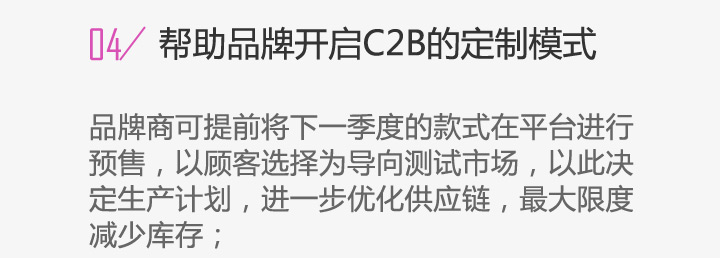 04/ 帮助品牌开启C2B的定制模式
品牌商可提前将下一季度的款式在平台进行
预售，以顾客选择为导向测试市场，以此决
定生产计划，进一步优化供应链，最大限度
减少库存；